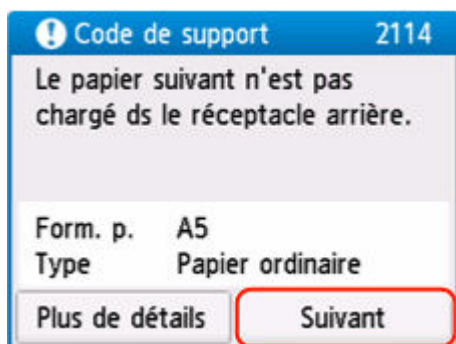 Code de support 2114
Le papier suivant n'est pas
chargé ds le réceptacle arrière.
Form. p. A5
Type Papier ordinaire
Plus de détails Suivant